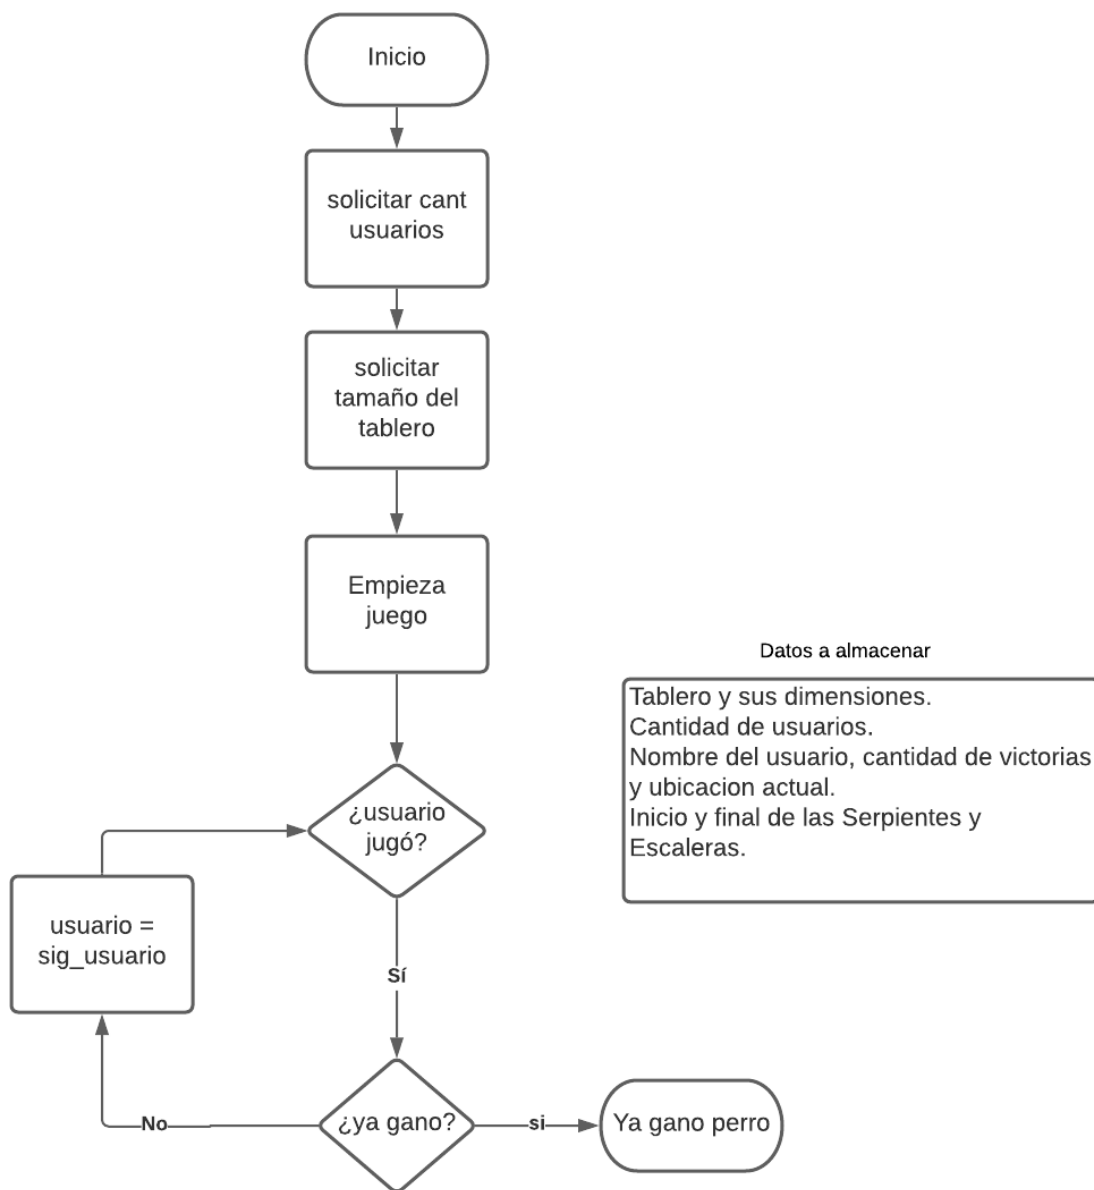 Inicio
solicitar cant
usuarios
solicitar
tamaño del
tablero
Empieza
juego
Datos a almacenar
Tablero y sus dimensiones.
Cantidad de usuarios.
Nombre del usuario, cantidad de victorias
y ubicacion actual.
Inicio y final de las Serpientes y
Escaleras.
¿usuario
jugó?
usuario =
sig_usuario
Sí
¿ya gano?
No
si
Ya gano perro